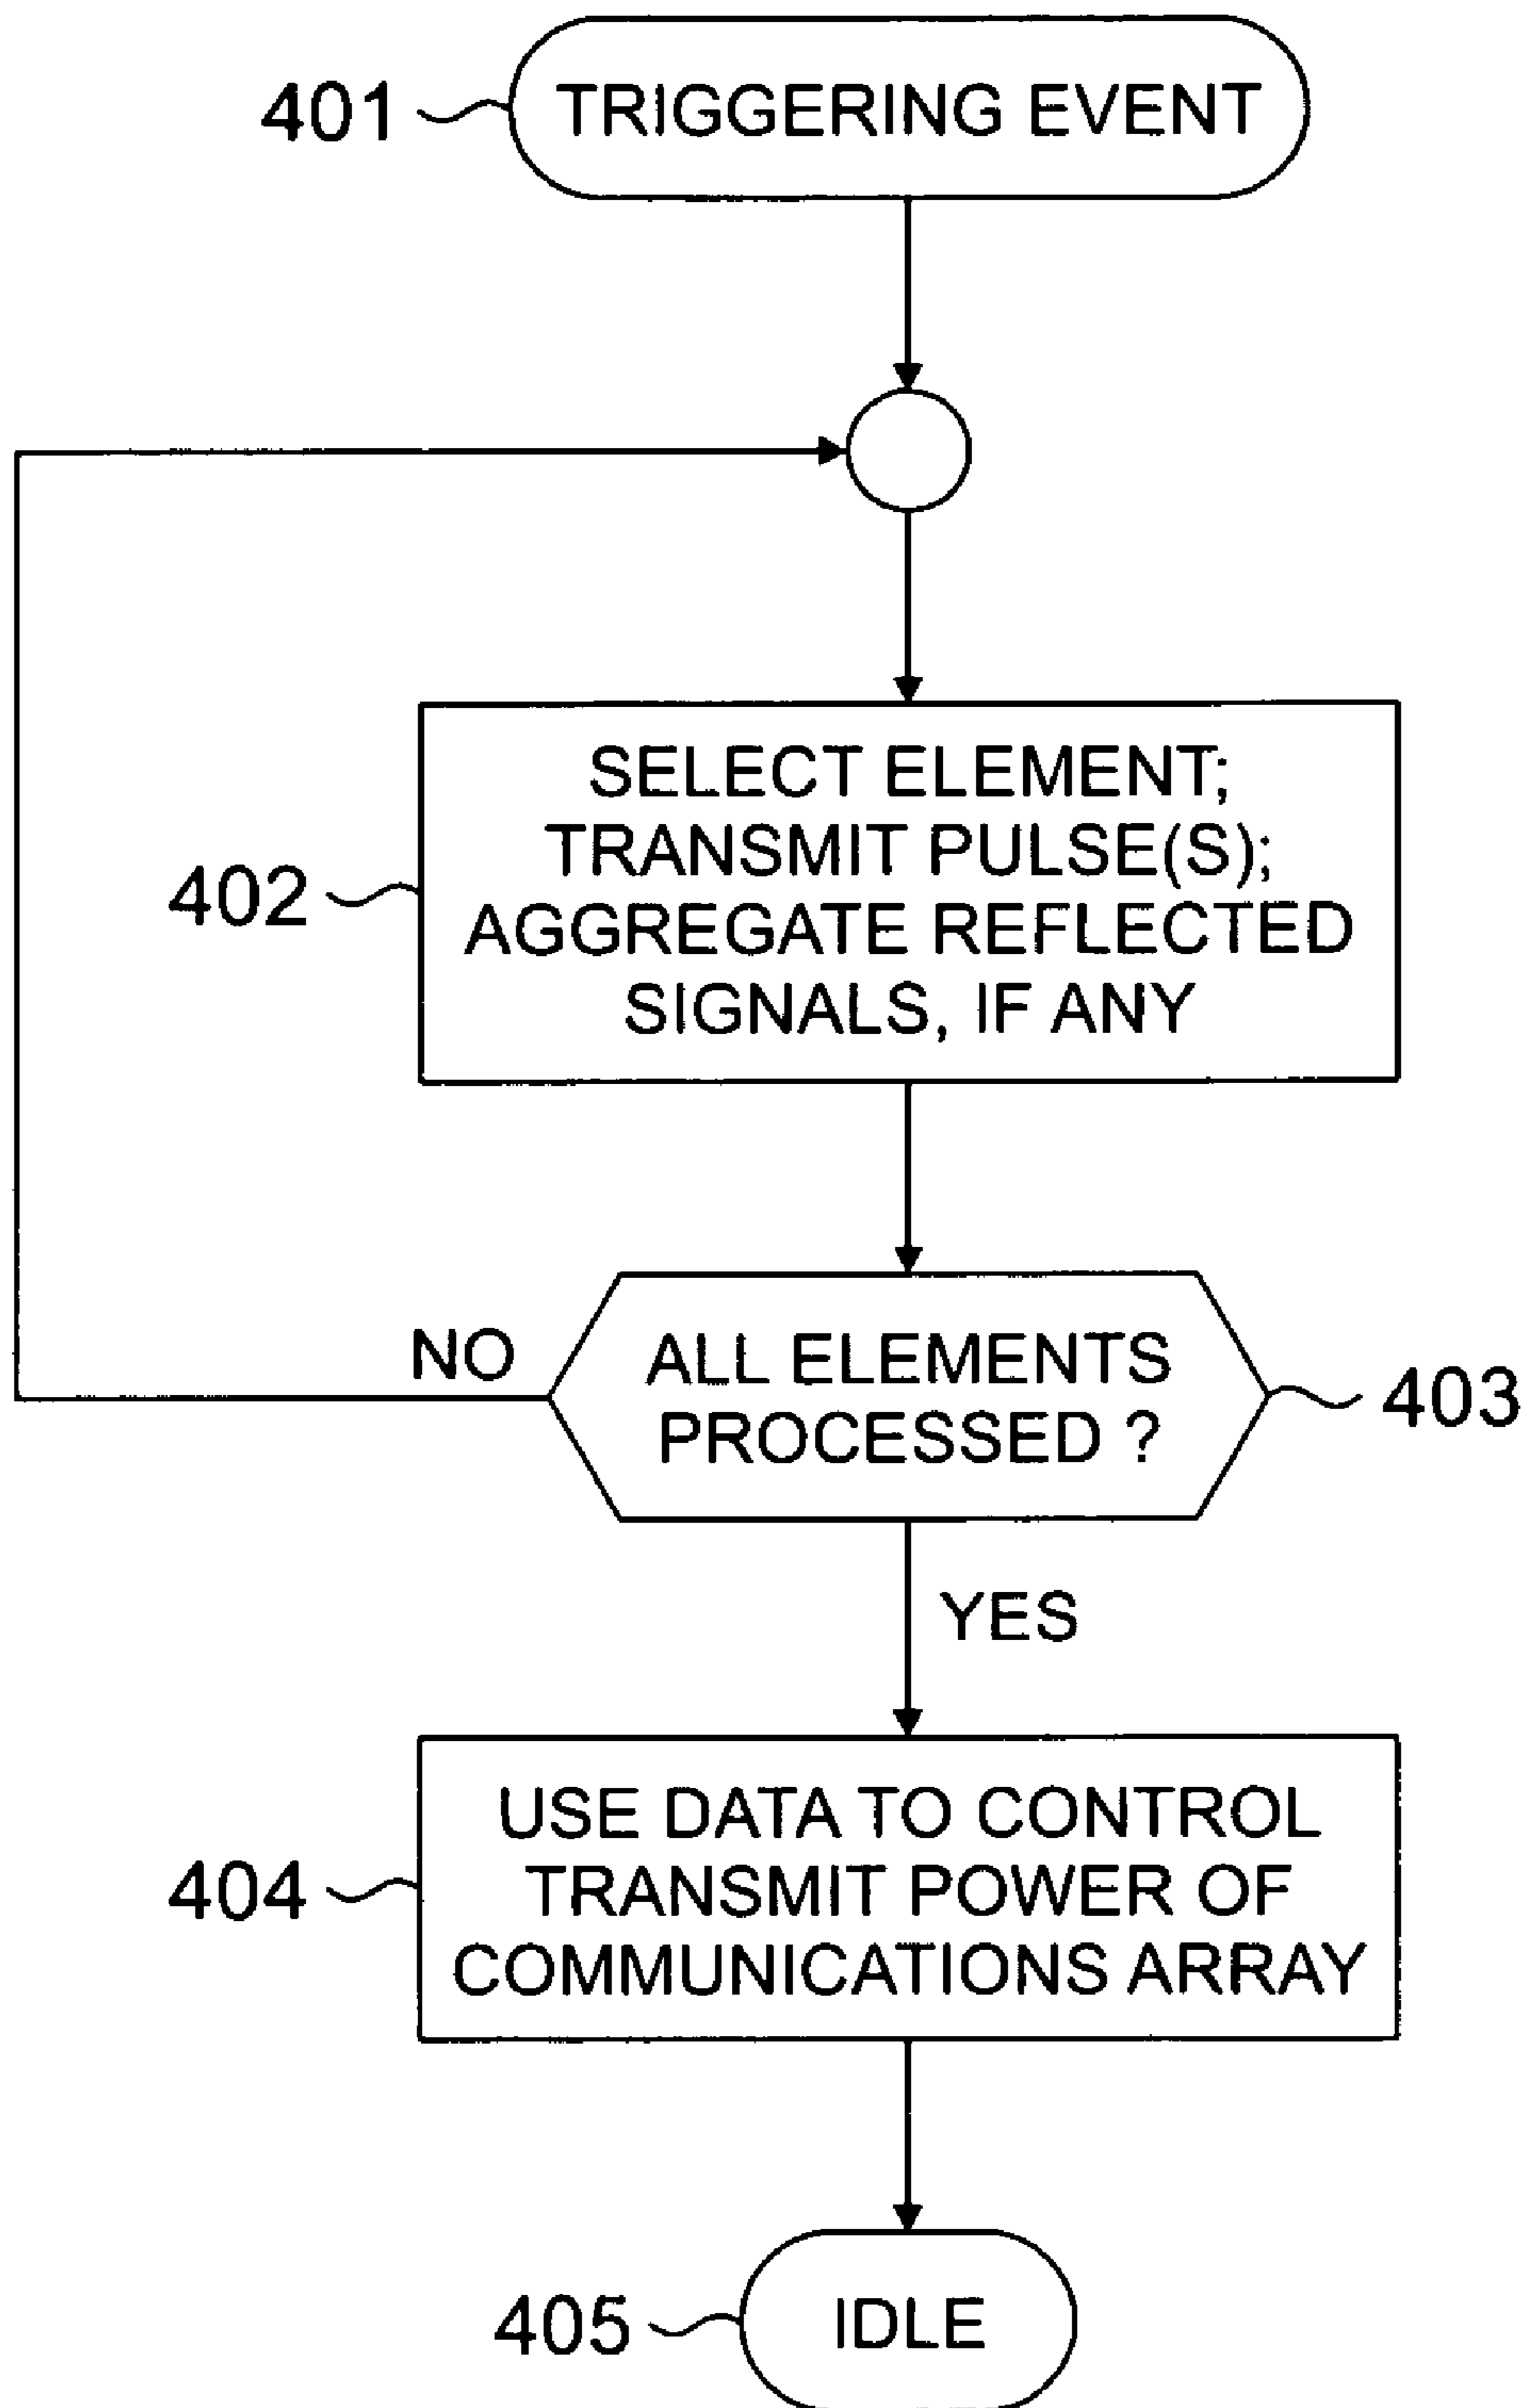 401
TRIGGERING EVENT
402
SELECT ELEMENT;
TRANSMIT PULSE(S);
AGGREGATE REFLECTED
SIGNALS, IF ANY
NO
ALL ELEMENTS
PROCESSED ?
403
YES
404
USE DATA TO CONTROL
TRANSMIT POWER OF
COMMUNICATIONS ARRAY
405
IDLE